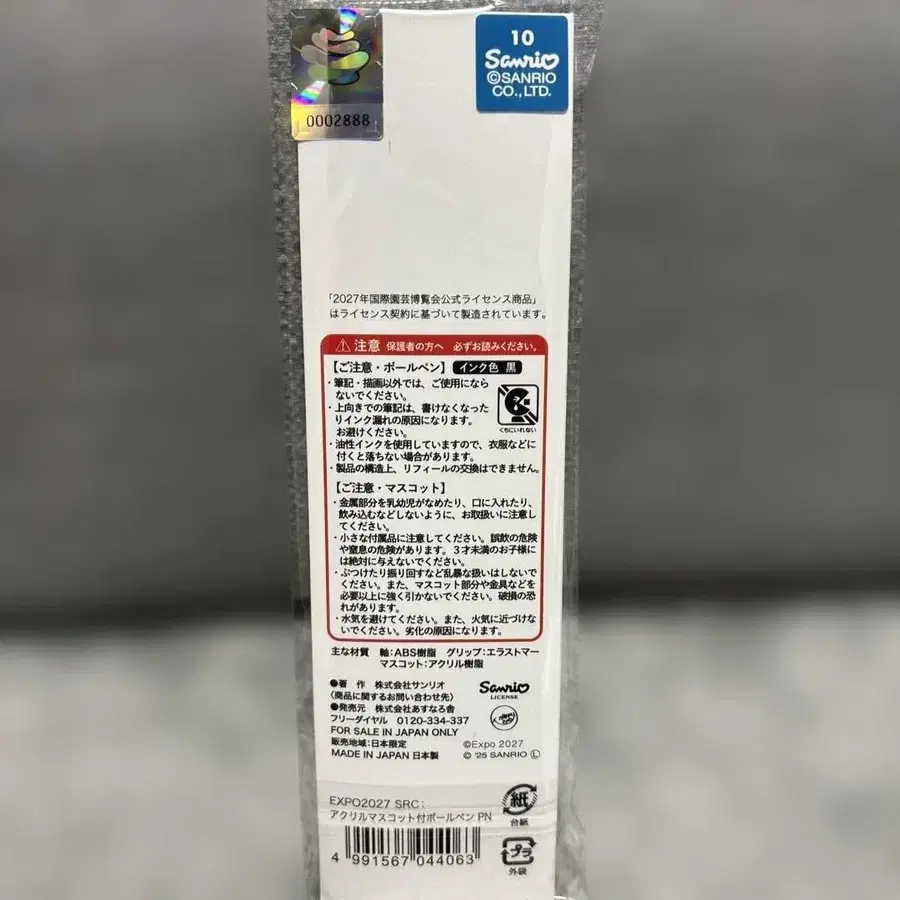 0002888
10
Sanrio
©SANRIO
CO.,LTD.
「2027年国際園芸博覧会公式ライセンス商品」
はライセンス契約に基づいて製造されています。
⚠注意 保護者の方へ 必ずお読みください。
【ご注意・ボールペン】 インク色 黒
・筆記・描画以外では、ご使用になら
ないでください。
・上向きでの筆記は、書けなくなった
りインク漏れの原因になります。
お避けください。
くちにいれない
・油性インクを使用していますので、衣服などに
付くと落ちない場合があります。
・製品の構造上、リフィールの交換はできません。
【ご注意・マスコット】
・金属部分を乳幼児がなめたり、口に入れたり、
飲み込むなどしないように、お取扱いに注意し
てください。
・小さな付属品に注意してください。誤飲の危険
や窒息の危険があります。3才未満のお子様に
は絶対に与えないでください。
・ぶつけたり振り回すなど乱暴な扱いはしないで
ください。また、マスコット部分や金具などを
必要以上に強く引かないでください。破損の恐
れがあります。
・水気を避けてください。また、火気に近づけな
いでください。劣化の原因になります。
主な材質 軸:ABS樹脂 グリップ:エラストマー
マスコット:アクリル樹脂
●著 作 株式会社サンリオ
(商品に関するお問い合わせ先)
●発売元 株式会社あすなろ舎
フリーダイヤル 0120-334-337
FOR SALE IN JAPAN ONLY
販売地域:日本限定
MADE IN JAPAN 日本製
Sanrio
LICENSE
©Expo 2027
© '25 SANRIO Ⓛ
EXPO2027 SRC:
アクリルマスコット付ボールペン PN
4 991567 044063
紙
台紙
プラ
外袋